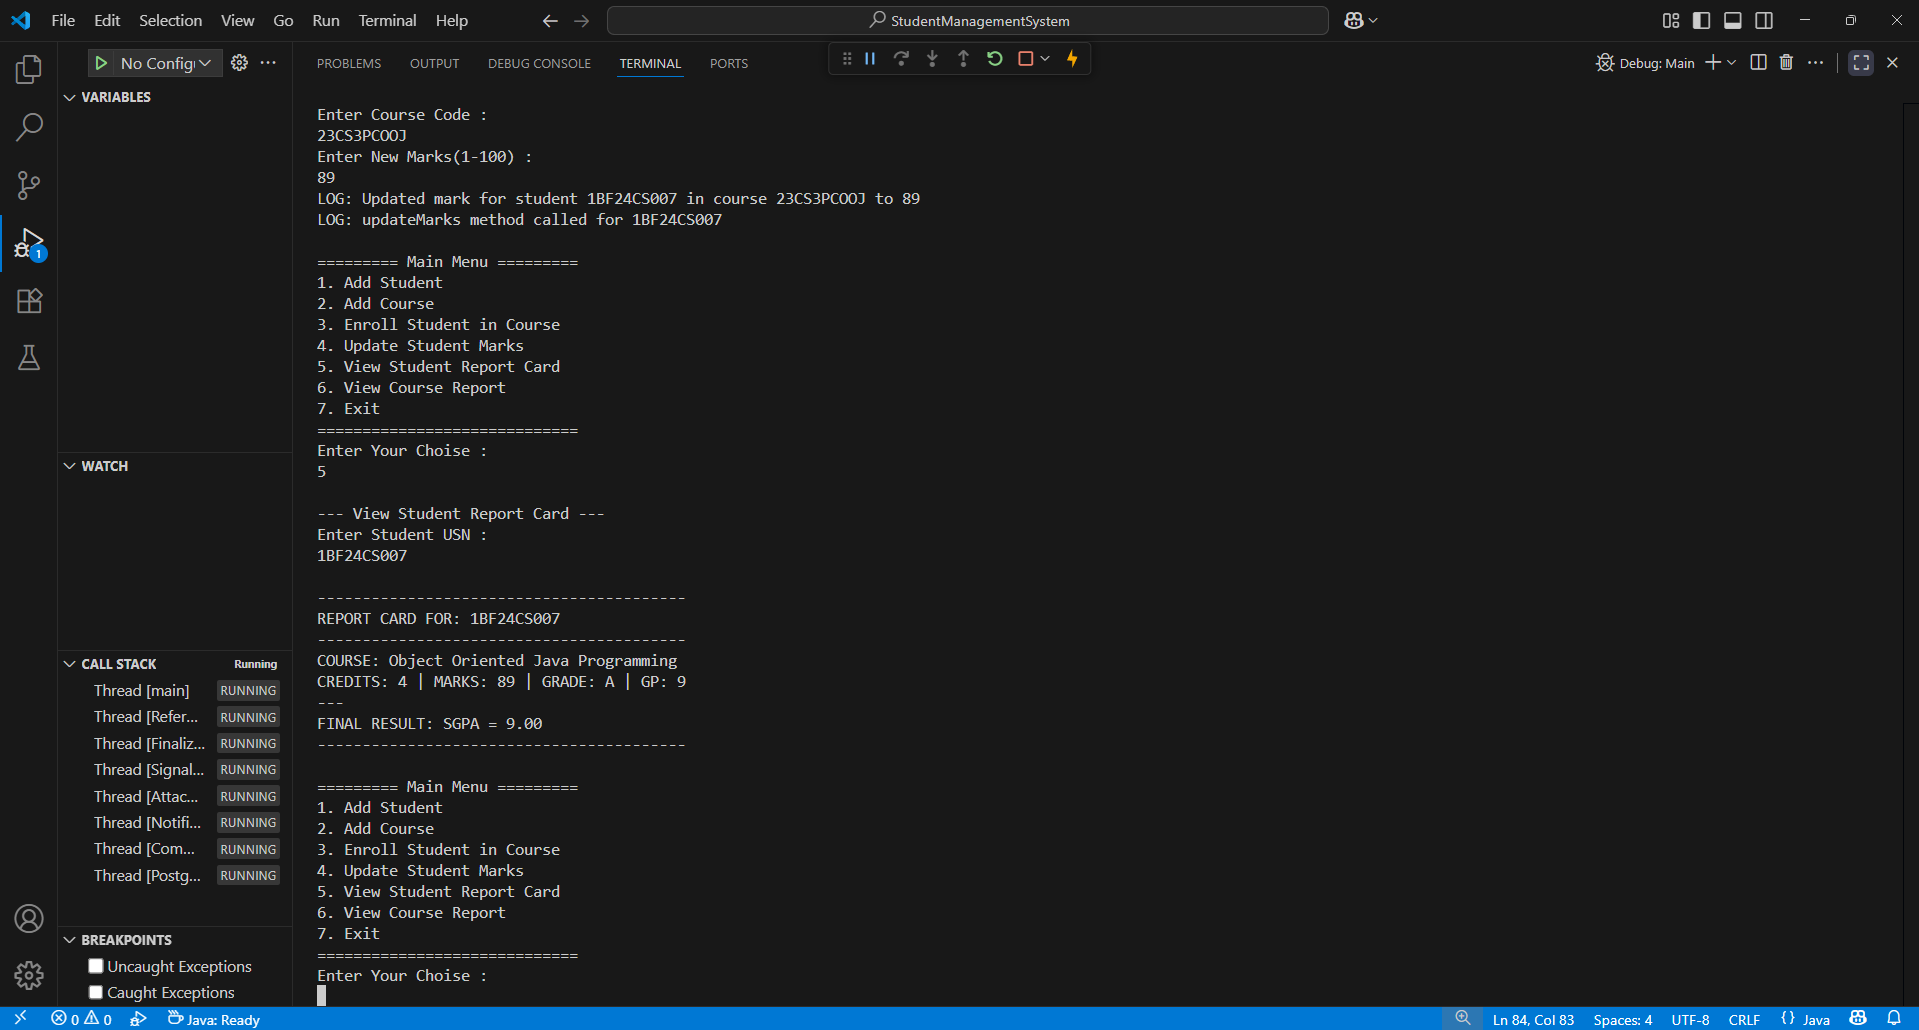 File Edit Selection View Go Run Terminal Help
StudentManagementSystem
No Config
PROBLEMS OUTPUT DEBUG CONSOLE TERMINAL PORTS
Debug: Main
VARIABLES
WATCH
CALL STACK Running
Thread [main] RUNNING
Thread [Refer... RUNNING
Thread [Finaliz... RUNNING
Thread [Signal... RUNNING
Thread [Attac... RUNNING
Thread [Notifi... RUNNING
Thread [Com... RUNNING
Thread [Postg... RUNNING
BREAKPOINTS
Uncaught Exceptions
Caught Exceptions
1
Enter Course Code :
23CS3PCOOJ
Enter New Marks(1-100) :
89
LOG: Updated mark for student 1BF24CS007 in course 23CS3PCOOJ to 89
LOG: updateMarks method called for 1BF24CS007
========= Main Menu =========
1. Add Student
2. Add Course
3. Enroll Student in Course
4. Update Student Marks
5. View Student Report Card
6. View Course Report
7. Exit
=============================
Enter Your Choise :
5
--- View Student Report Card ---
Enter Student USN :
1BF24CS007
-----------------------------------------
REPORT CARD FOR: 1BF24CS007
-----------------------------------------
COURSE: Object Oriented Java Programming
CREDITS: 4 | MARKS: 89 | GRADE: A | GP: 9
---
FINAL RESULT: SGPA = 9.00
-----------------------------------------
========= Main Menu =========
1. Add Student
2. Add Course
3. Enroll Student in Course
4. Update Student Marks
5. View Student Report Card
6. View Course Report
7. Exit
=============================
Enter Your Choise :
0 0 Java: Ready Ln 84, Col 83 Spaces: 4 UTF-8 CRLF {} Java